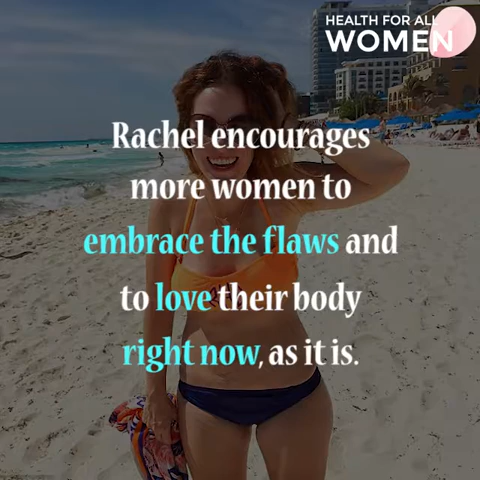 HEALTH FOR ALL
WOMEN
Rachel encourages
more women to
embrace the flaws and
to love their body
right now, as it is.